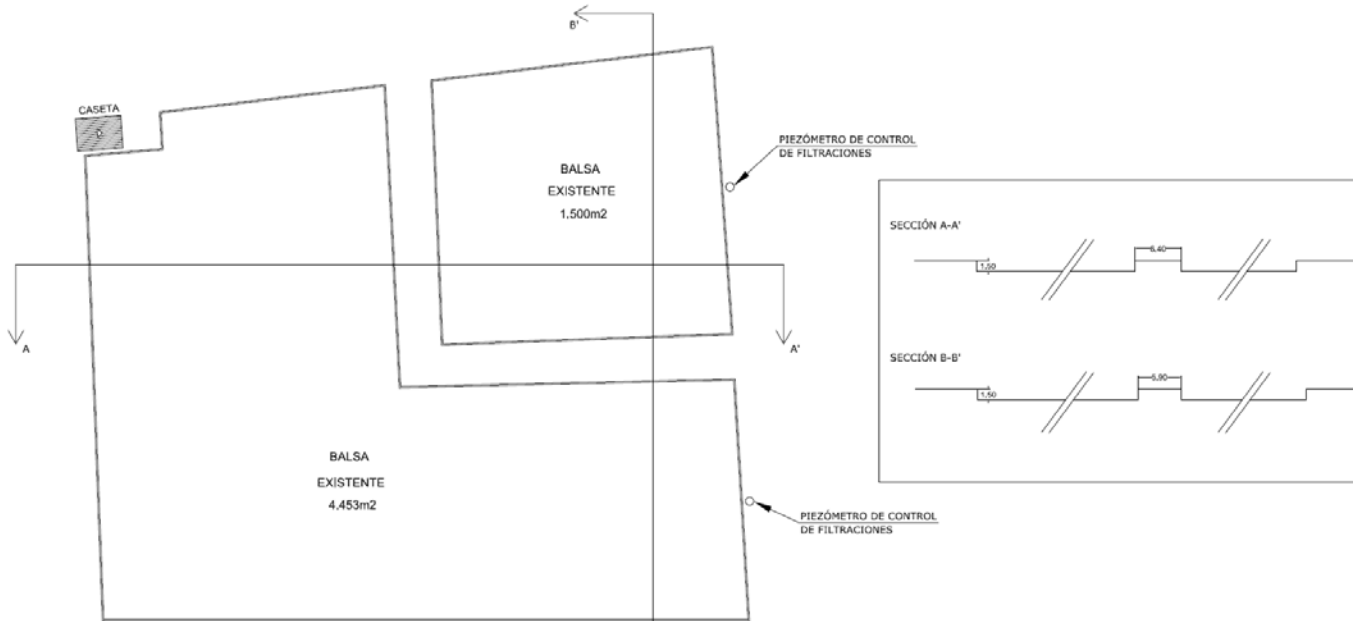 B'
CASETA
PIEZÓMETRO DE CONTROL
DE FILTRACIONES
BALSA
EXISTENTE
1.500m2
SECCIÓN A-A'
6.40
1.50
A
A'
SECCIÓN B-B'
5.90
1.50
BALSA
EXISTENTE
4.453m2
PIEZÓMETRO DE CONTROL
DE FILTRACIONES